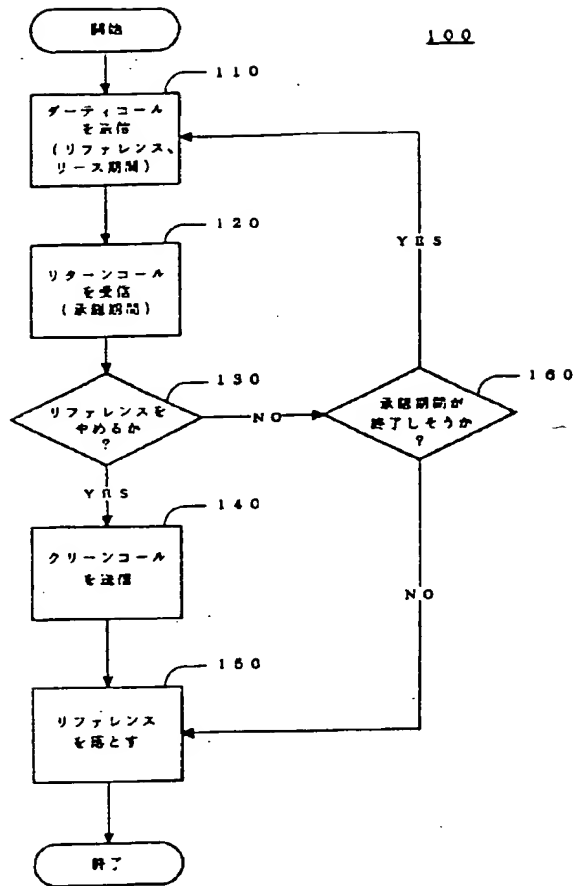 開始
100
110
ダーティコール
を送信
(リファレンス、
リース期間)
120
リターンコール
を受信
(承認期間)
YES
130
リファレンスを
やめるか
?
NO
160
承認期間が
終了しそうか
?
YES
140
クリーンコール
を送信
NO
150
リファレンス
を落とす
終了